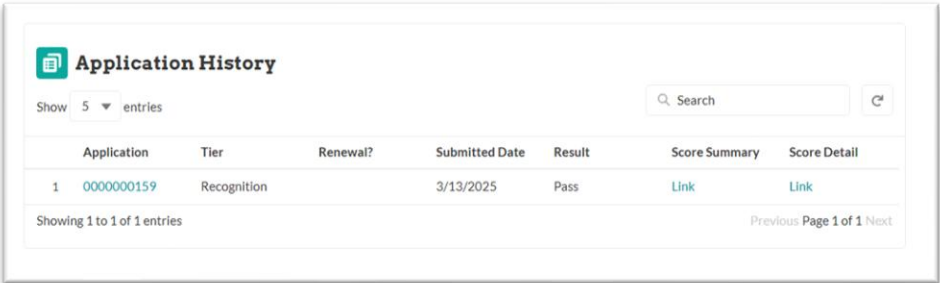 Application History
Show 5 entries
Search
Application Tier Renewal? Submitted Date Result Score Summary Score Detail
1 0000000159 Recognition 3/13/2025 Pass Link Link
Showing 1 to 1 of 1 entries
Previous Page 1 of 1 Next